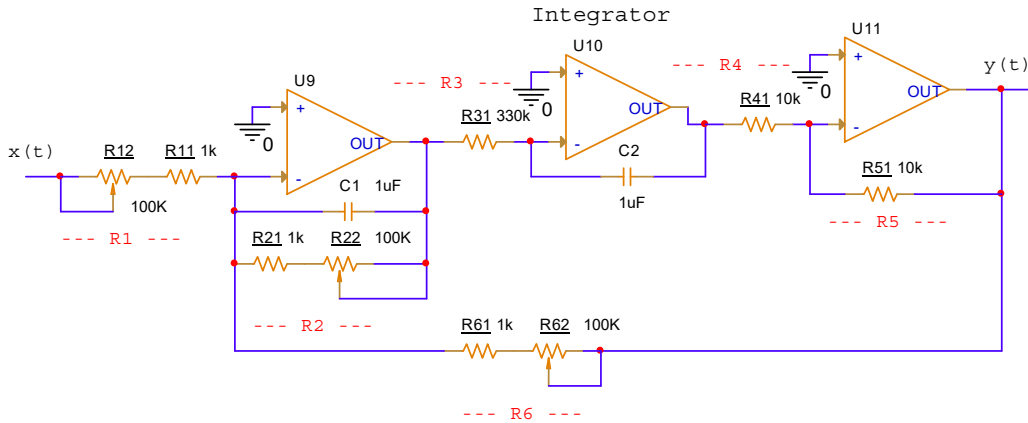 Integrator
U9
U10
U11
--- R3 ---
--- R4 ---
y(t)
+
-
OUT
0
+
-
OUT
0
+
-
OUT
0
R31 330k
R41 10k
x(t)
R12
R11 1k
100K
--- R1 ---
C1 1uF
C2
1uF
R51 10k
--- R5 ---
R21 1k
R22 100K
--- R2 ---
R61 1k
R62 100K
--- R6 ---